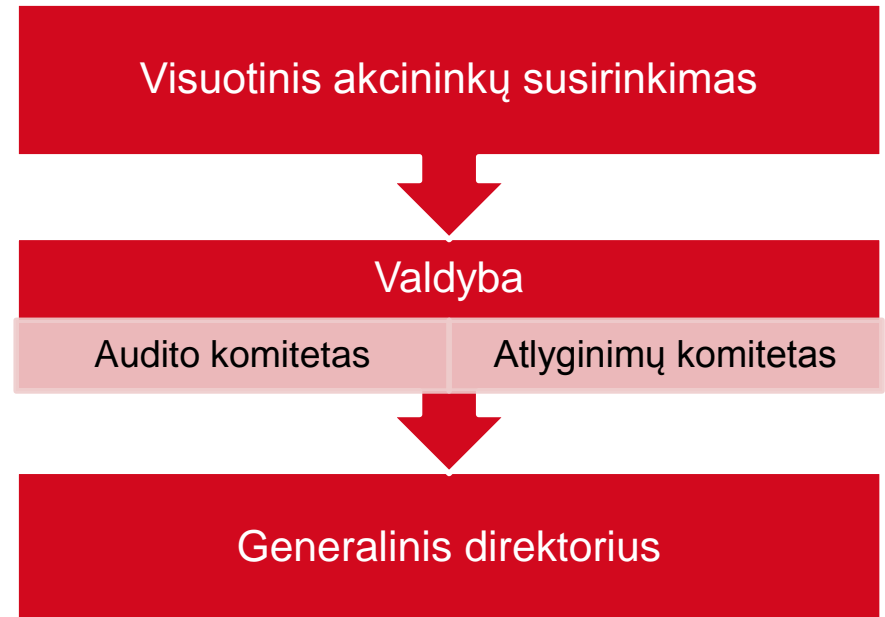 Visuotinis akcininkų susirinkimas
Valdyba
Audito komitetas
Atlyginimų komitetas
Generalinis direktorius